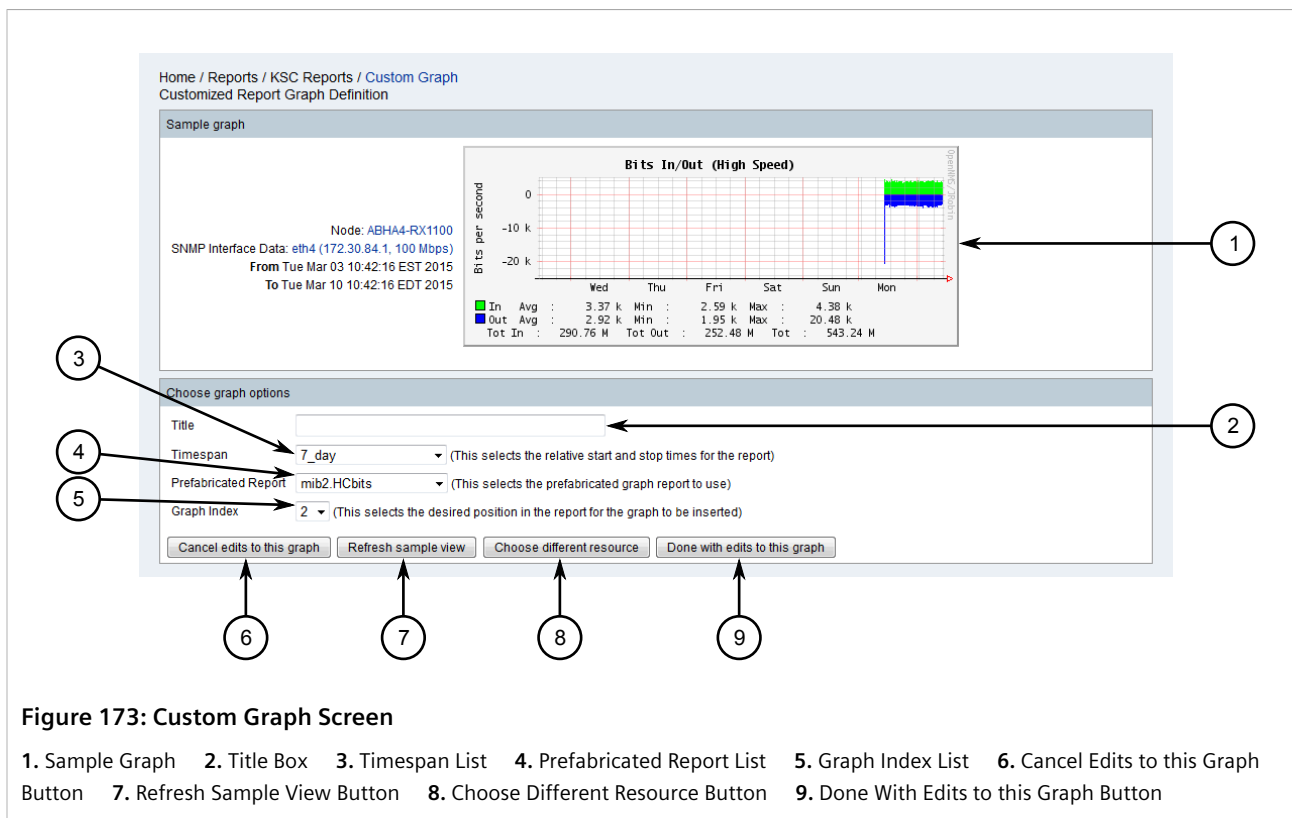 Home / Reports / KSC Reports / Custom Graph
Customized Report Graph Definition
Sample graph
Node: ABHA4-RX1100
SNMP Interface Data: eth4 (172.30.84.1, 100 Mbps)
From Tue Mar 03 10:42:16 EST 2015
To Tue Mar 10 10:42:16 EDT 2015
Bits In/Out (High Speed)
OpenNMS/JRobin
Bits per second
0
-10 k
-20 k
Wed Thu Fri Sat Sun Mon
In Avg : 3.37 k Min : 2.59 k Max : 4.38 k
Out Avg : 2.92 k Min : 1.95 k Max : 20.48 k
Tot In : 290.76 M Tot Out : 252.48 M Tot : 543.24 M
1
Choose graph options
3
Title
2
4
Timespan 7_day (This selects the relative start and stop times for the report)
Prefabricated Report mib2.HCbits (This selects the prefabricated graph report to use)
5
Graph Index 2 (This selects the desired position in the report for the graph to be inserted)
Cancel edits to this graph Refresh sample view Choose different resource Done with edits to this graph
6 7 8 9
Figure 173: Custom Graph Screen
1. Sample Graph 2. Title Box 3. Timespan List 4. Prefabricated Report List 5. Graph Index List 6. Cancel Edits to this Graph
Button 7. Refresh Sample View Button 8. Choose Different Resource Button 9. Done With Edits to this Graph Button